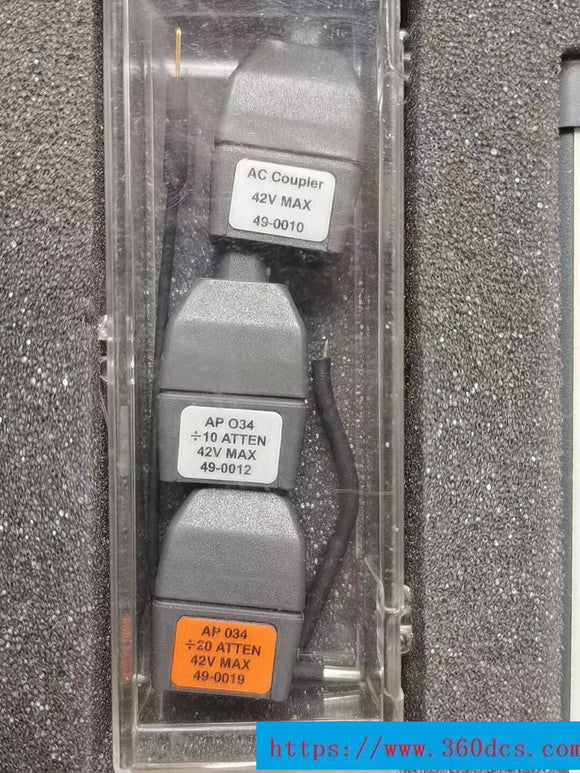 AC Coupler
42V MAX
49-0010
AP O34
÷10 ATTEN
42V MAX
49-0012
AP 034
÷20 ATTEN
42V MAX
49-0019
https://www.360dcs.com